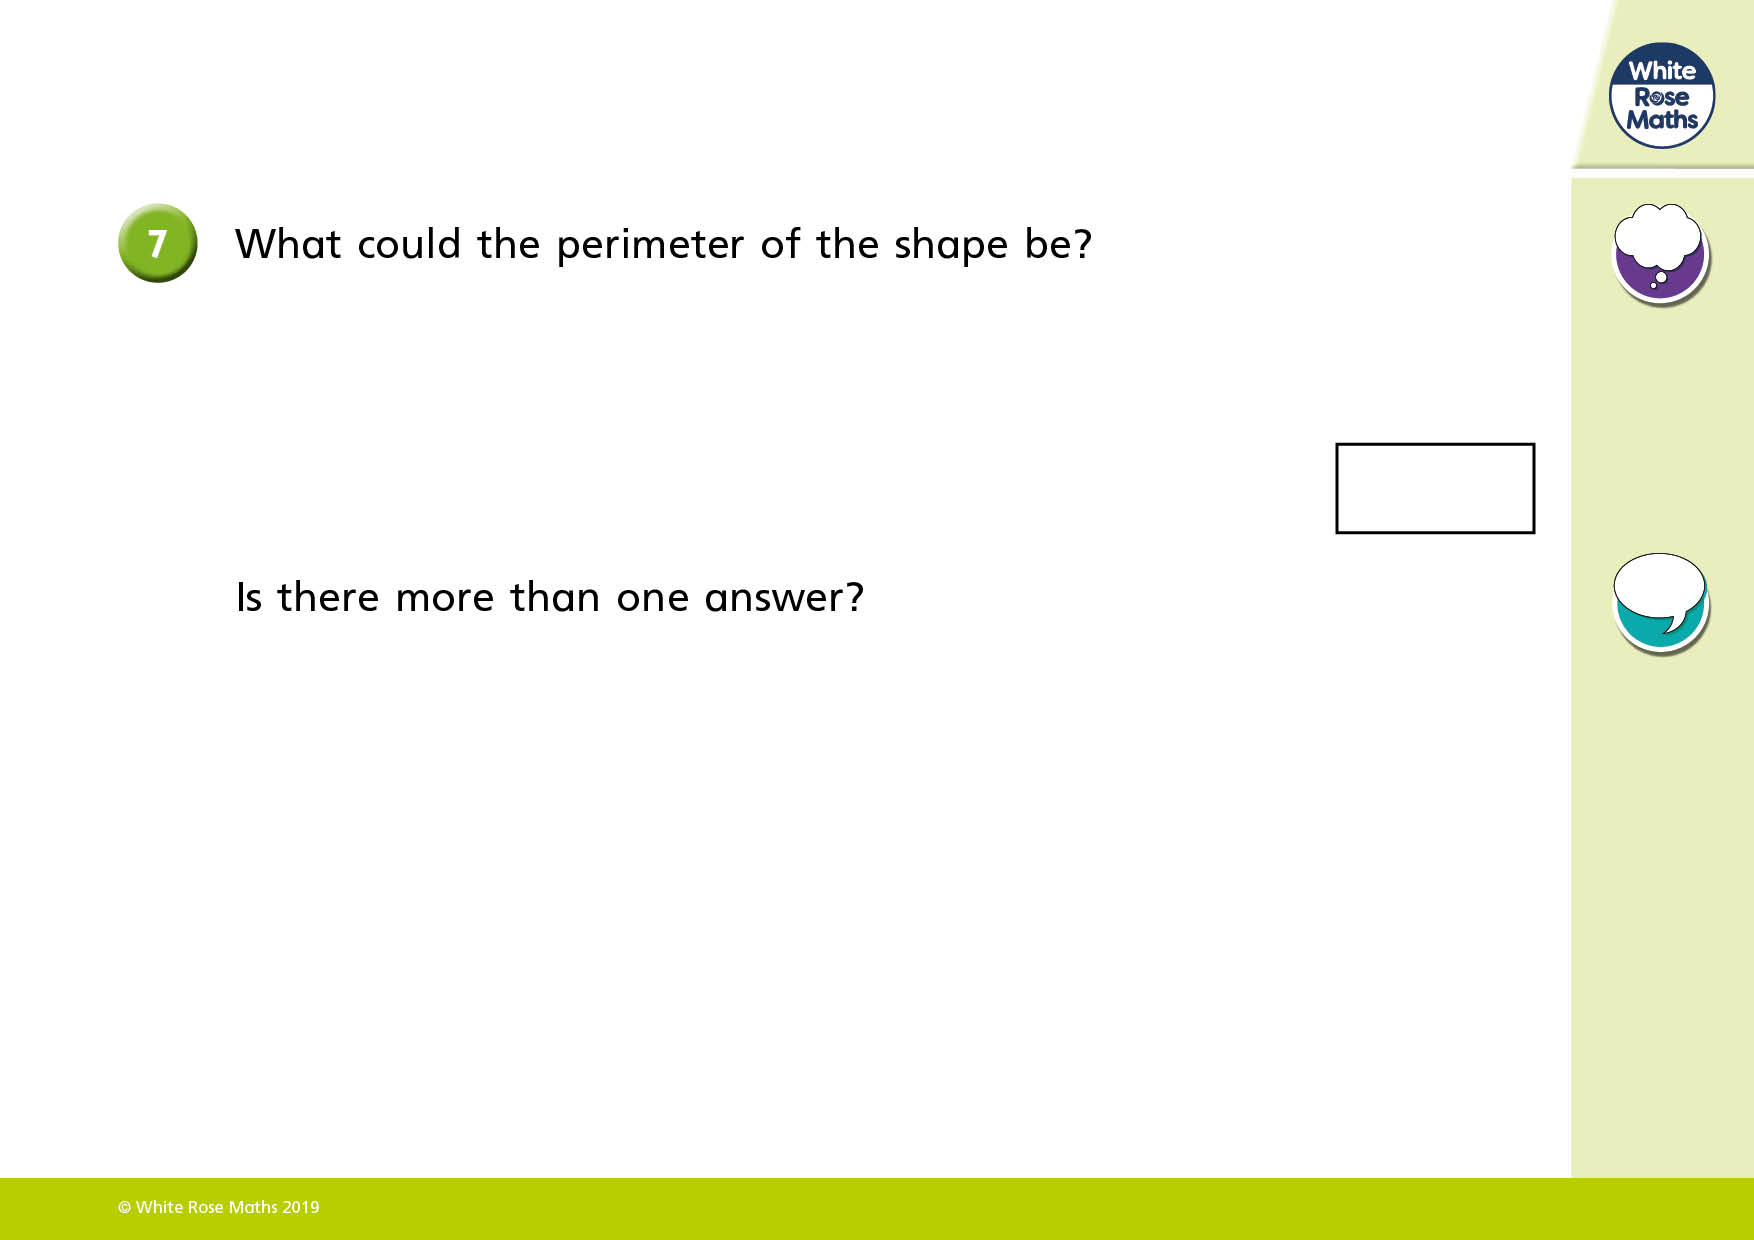 White
Rose
Maths
7 What could the perimeter of the shape be?
Is there more than one answer?
© White Rose Maths 2019